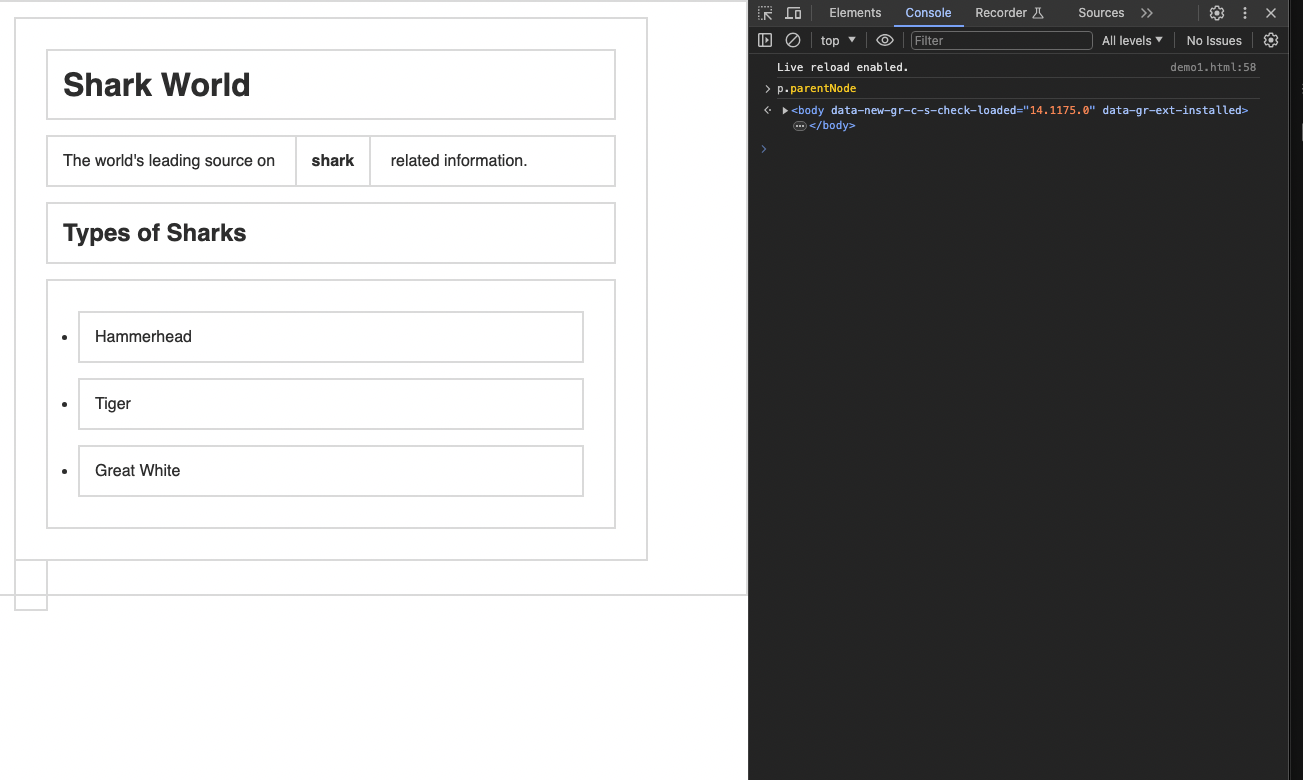 Shark World
The world's leading source on shark related information.
Types of Sharks
• Hammerhead
• Tiger
• Great White
Elements Console Recorder Sources »
top ▼ Filter All levels ▼ No Issues
Live reload enabled. demo1.html:58
> p.parentNode
<body data-new-gr-c-s-check-loaded="14.1175.0" data-gr-ext-installed>
… </body>
>